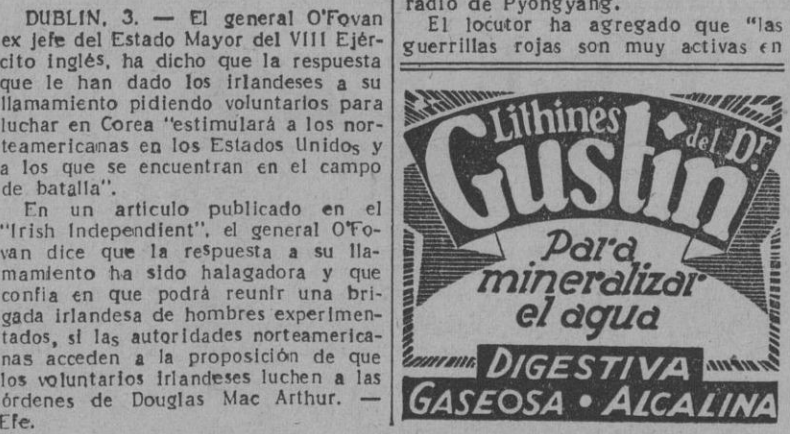 DUBLIN, 3. — El general O'Fovan
ex jefe del Estado Mayor del VIII Ejér-
cito inglés, ha dicho que la respuesta
que le han dado los irlandeses a su
llamamiento pidiendo voluntarios para
luchar en Corea "estimulará a los nor-
teamericanas en los Estados Unidos y
a los que se encuentran en el campo
de batalla".
En un artículo publicado en el
"Irish Independent", el general O'Fo-
van dice que la respuesta a su lla-
mamiento ha sido halagadora y que
confia en que podrá reunir una bri-
gada irlandesa de hombres experimen-
tados, si las autoridades norteamerica-
nas acceden a la proposición de que
los voluntarios irlandeses luchen a las
órdenes de Douglas Mac Arthur. —
Efe.
radio de Pyongyang.
El locutor ha agregado que "las
guerrillas rojas son muy activas en
Lithinés del Dr.
Gustin
Para
mineralizar
el agua
DIGESTIVA
GASEOSA • ALCALINA